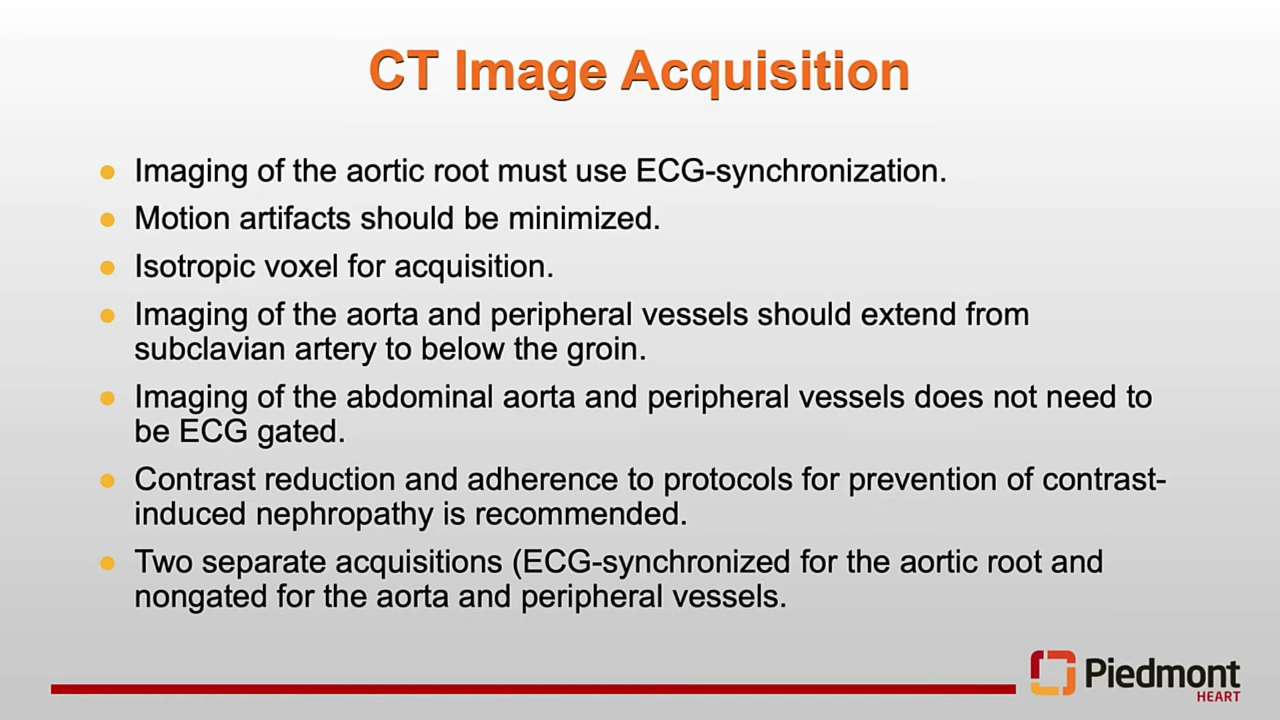 CT Image Acquisition
Imaging of the aortic root must use ECG-synchronization.
Motion artifacts should be minimized.
Isotropic voxel for acquisition.
Imaging of the aorta and peripheral vessels should extend from
subclavian artery to below the groin.
Imaging of the abdominal aorta and peripheral vessels does not need to
be ECG gated.
Contrast reduction and adherence to protocols for prevention of contrast-
induced nephropathy is recommended.
Two separate acquisitions (ECG-synchronized for the aortic root and
nongated for the aorta and peripheral vessels.
Piedmont
HEART